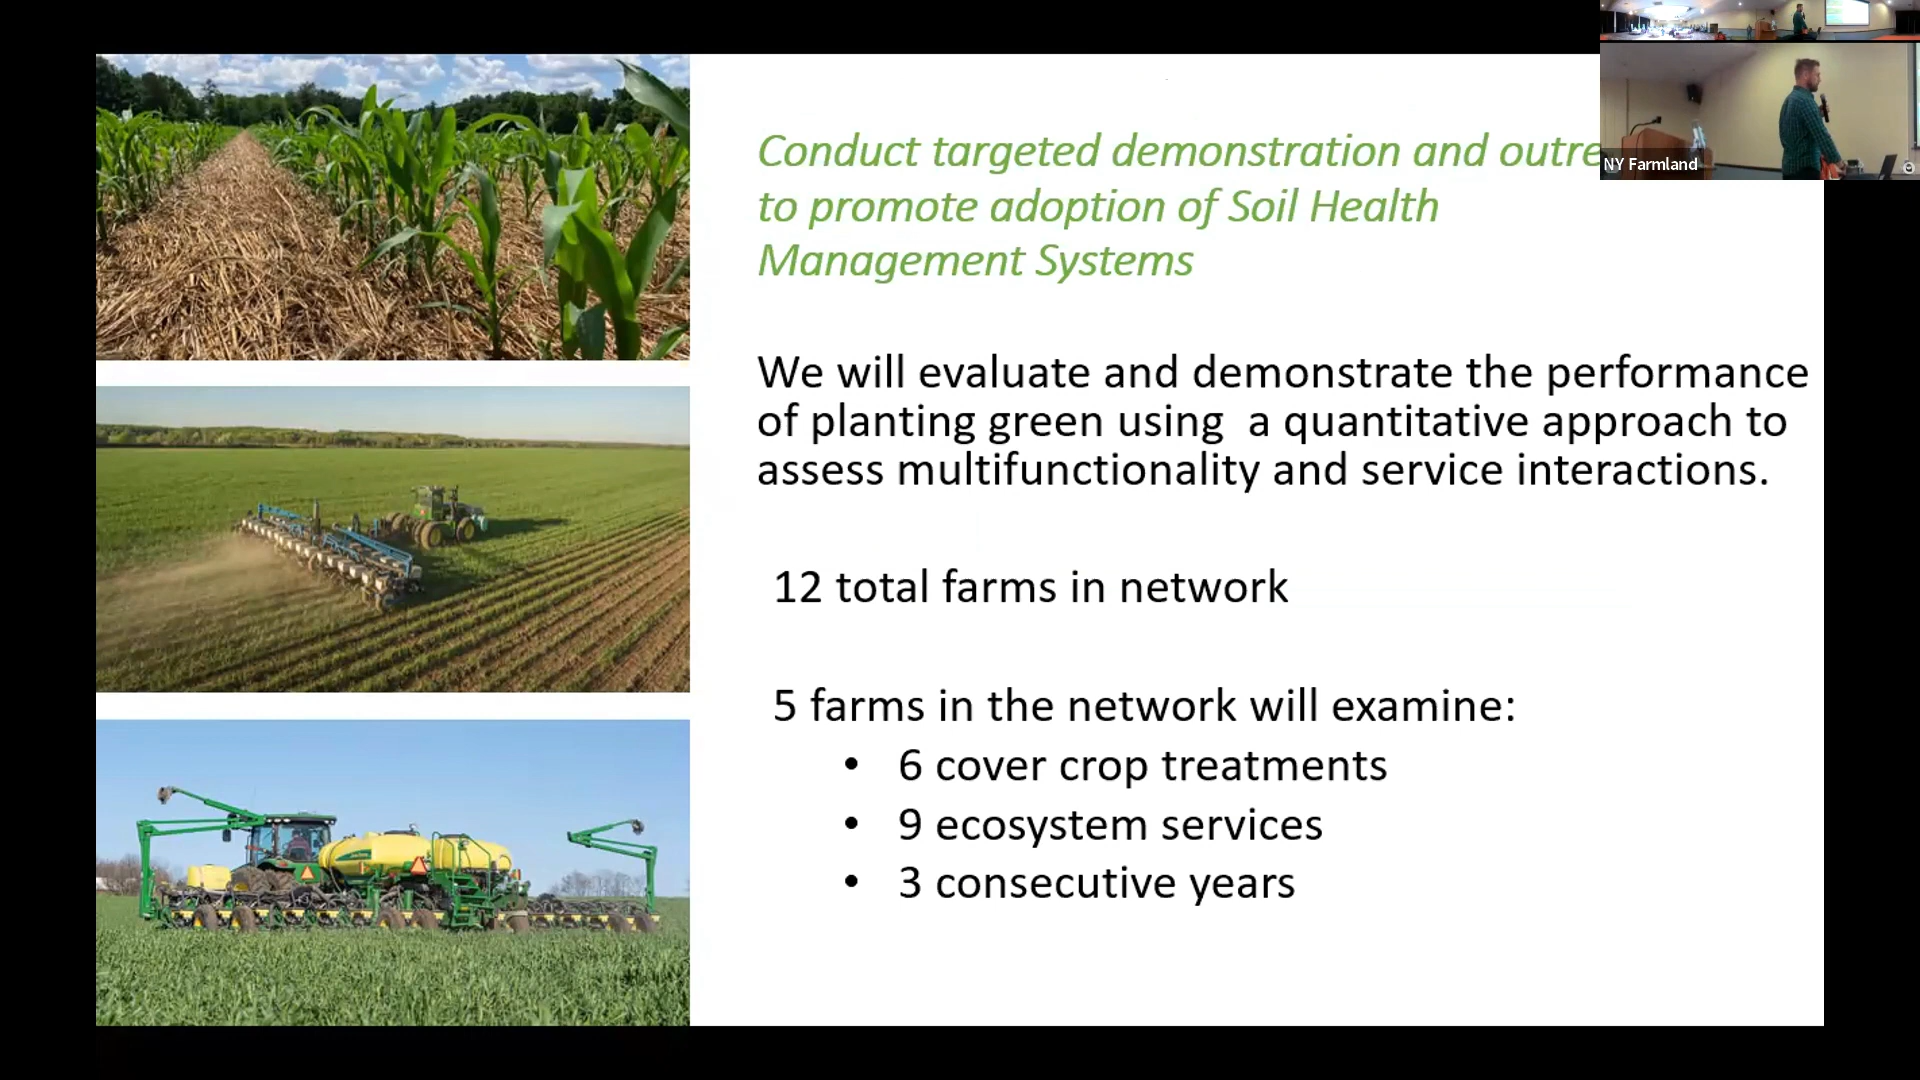 Conduct targeted demonstration and outre
to promote adoption of Soil Health
Management Systems
We will evaluate and demonstrate the performance
of planting green using  a quantitative approach to
assess multifunctionality and service interactions.
12 total farms in network
5 farms in the network will examine:
• 6 cover crop treatments
• 9 ecosystem services
• 3 consecutive years
NY Farmland